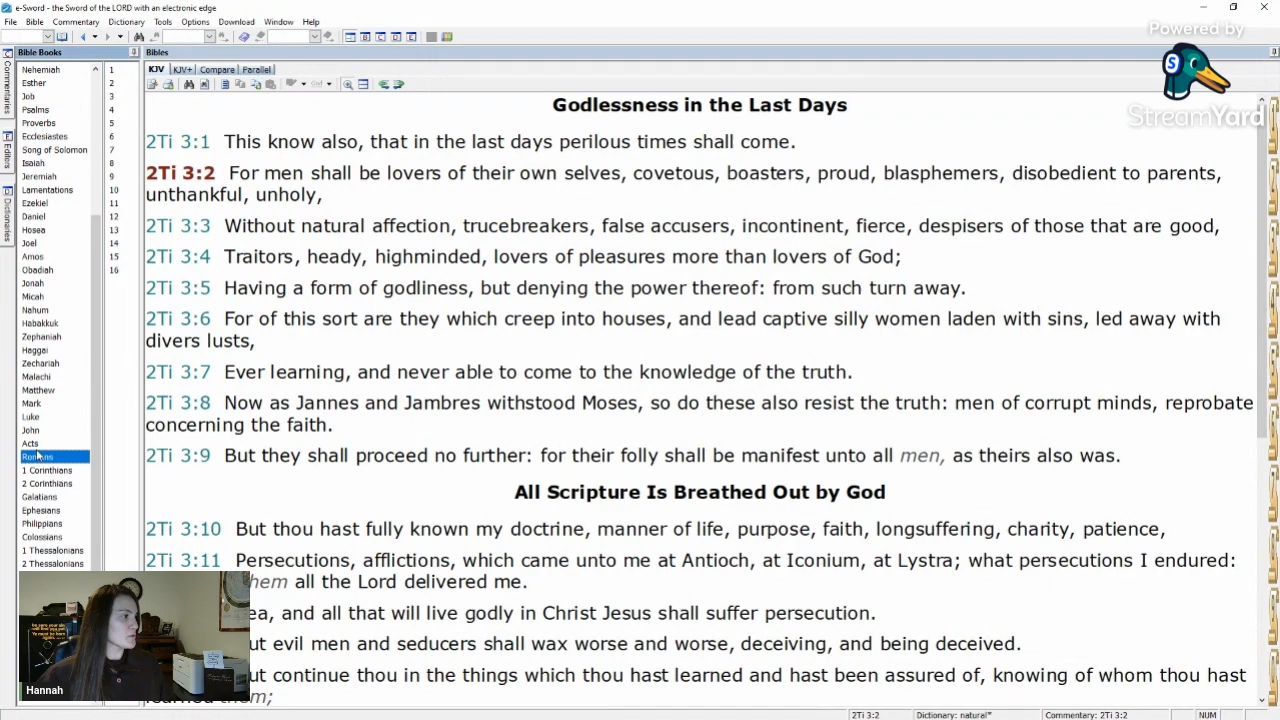 e-Sword - the Sword of the LORD with an electronic edge
File Bible Commentary Dictionary Tools Options Download Window Help
Powered by
StreamYard
Bible Books
Bibles
KJV KJV+ Compare Parallel
Commentaries
Editors
Dictionaries
Nehemiah
Esther
Job
Psalms
Proverbs
Ecclesiastes
Song of Solomon
Isaiah
Jeremiah
Lamentations
Ezekiel
Daniel
Hosea
Joel
Amos
Obadiah
Jonah
Micah
Nahum
Habakkuk
Zephaniah
Haggai
Zechariah
Malachi
Matthew
Mark
Luke
John
Acts
Romans
1 Corinthians
2 Corinthians
Galatians
Ephesians
Philippians
Colossians
1 Thessalonians
2 Thessalonians
1
2
3
4
5
6
7
8
9
10
11
12
13
14
15
16
Godlessness in the Last Days
2Ti 3:1 This know also, that in the last days perilous times shall come.
2Ti 3:2 For men shall be lovers of their own selves, covetous, boasters, proud, blasphemers, disobedient to parents,
unthankful, unholy,
2Ti 3:3 Without natural affection, trucebreakers, false accusers, incontinent, fierce, despisers of those that are good,
2Ti 3:4 Traitors, heady, highminded, lovers of pleasures more than lovers of God;
2Ti 3:5 Having a form of godliness, but denying the power thereof: from such turn away.
2Ti 3:6 For of this sort are they which creep into houses, and lead captive silly women laden with sins, led away with
divers lusts,
2Ti 3:7 Ever learning, and never able to come to the knowledge of the truth.
2Ti 3:8 Now as Jannes and Jambres withstood Moses, so do these also resist the truth: men of corrupt minds, reprobate
concerning the faith.
2Ti 3:9 But they shall proceed no further: for their folly shall be manifest unto all men, as theirs also was.
All Scripture Is Breathed Out by God
2Ti 3:10 But thou hast fully known my doctrine, manner of life, purpose, faith, longsuffering, charity, patience,
2Ti 3:11 Persecutions, afflictions, which came unto me at Antioch, at Iconium, at Lystra; what persecutions I endured:
hem all the Lord delivered me.
ea, and all that will live godly in Christ Jesus shall suffer persecution.
ut evil men and seducers shall wax worse and worse, deceiving, and being deceived.
ut continue thou in the things which thou hast learned and hast been assured of, knowing of whom thou hast
learned them;
Hannah
2Ti 3:2 Dictionary: natural* Commentary: 2Ti 3:2 NUM